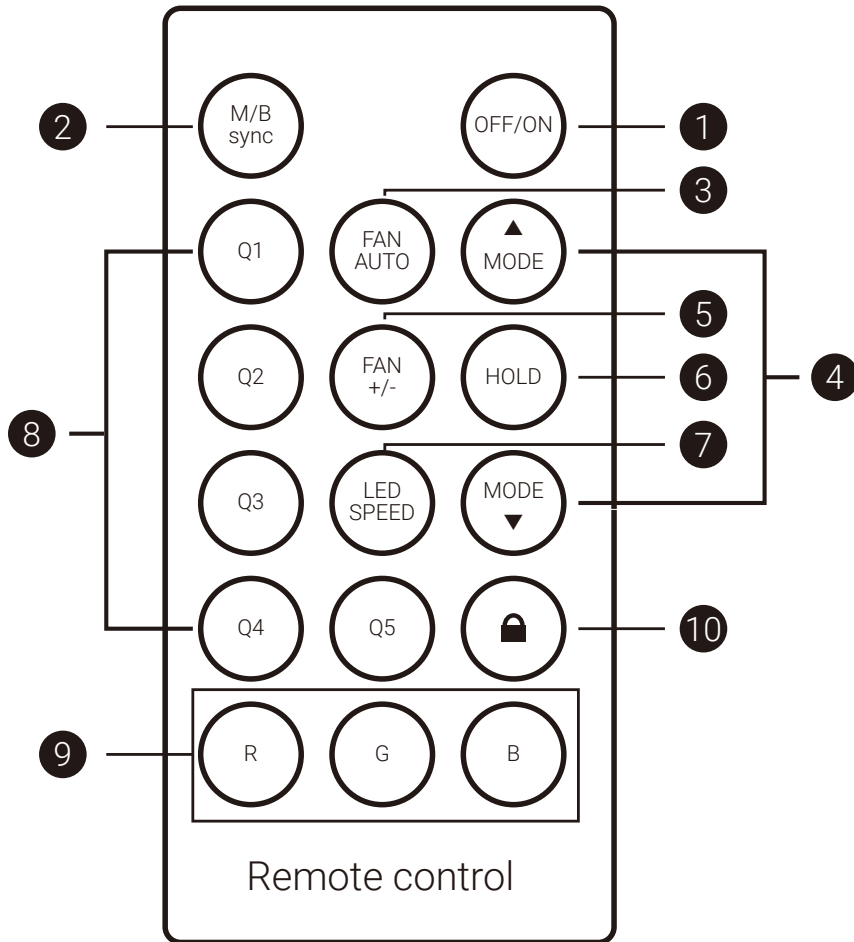 2
M/B
sync
OFF/ON
1
3
Q1
FAN
AUTO
▲
MODE
5
Q2
FAN
+/-
HOLD
6
4
8
7
Q3
LED
SPEED
MODE
▼
Q4
Q5
10
9
R
G
B
Remote control